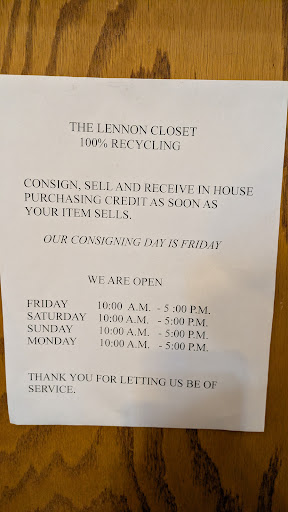 THE LENNON CLOSET
100% RECYCLING
CONSIGN, SELL AND RECEIVE IN HOUSE
PURCHASING CREDIT AS SOON AS
YOUR ITEM SELLS.
OUR CONSIGNING DAY IS FRIDAY
WE ARE OPEN
FRIDAY 10:00 A.M. - 5 :00 P.M.
SATURDAY 10:00 A.M. - 5:00 P.M.
SUNDAY 10:00 A.M. - 5:00 P.M.
MONDAY 10:00 A.M. - 5:00 P.M.
THANK YOU FOR LETTING US BE OF
SERVICE.